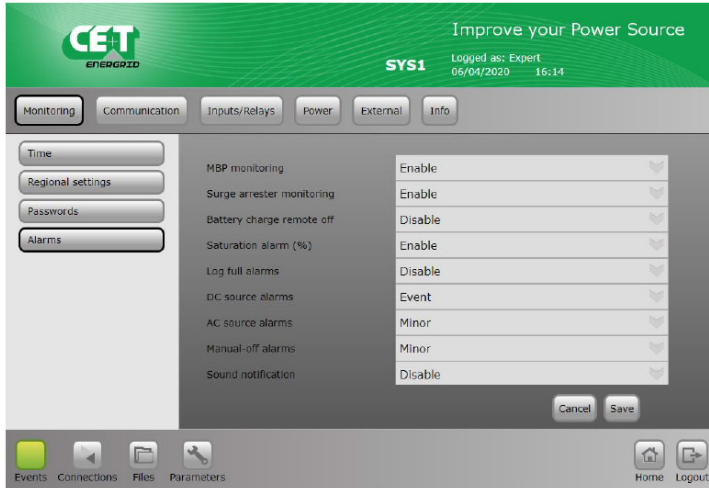 CE+T
ENERGRID
Improve your Power Source
SYS1
Logged as: Expert
06/04/2020 16:14
Monitoring Communication Inputs/Relays Power External Info
Time
Regional settings
Passwords
Alarms
MBP monitoring Enable
Surge arrester monitoring Enable
Battery charge remote off Disable
Saturation alarm (%) Enable
Log full alarms Disable
DC source alarms Event
AC source alarms Minor
Manual-off alarms Minor
Sound notification Disable
Cancel Save
Events Connections Files Parameters Home Logout